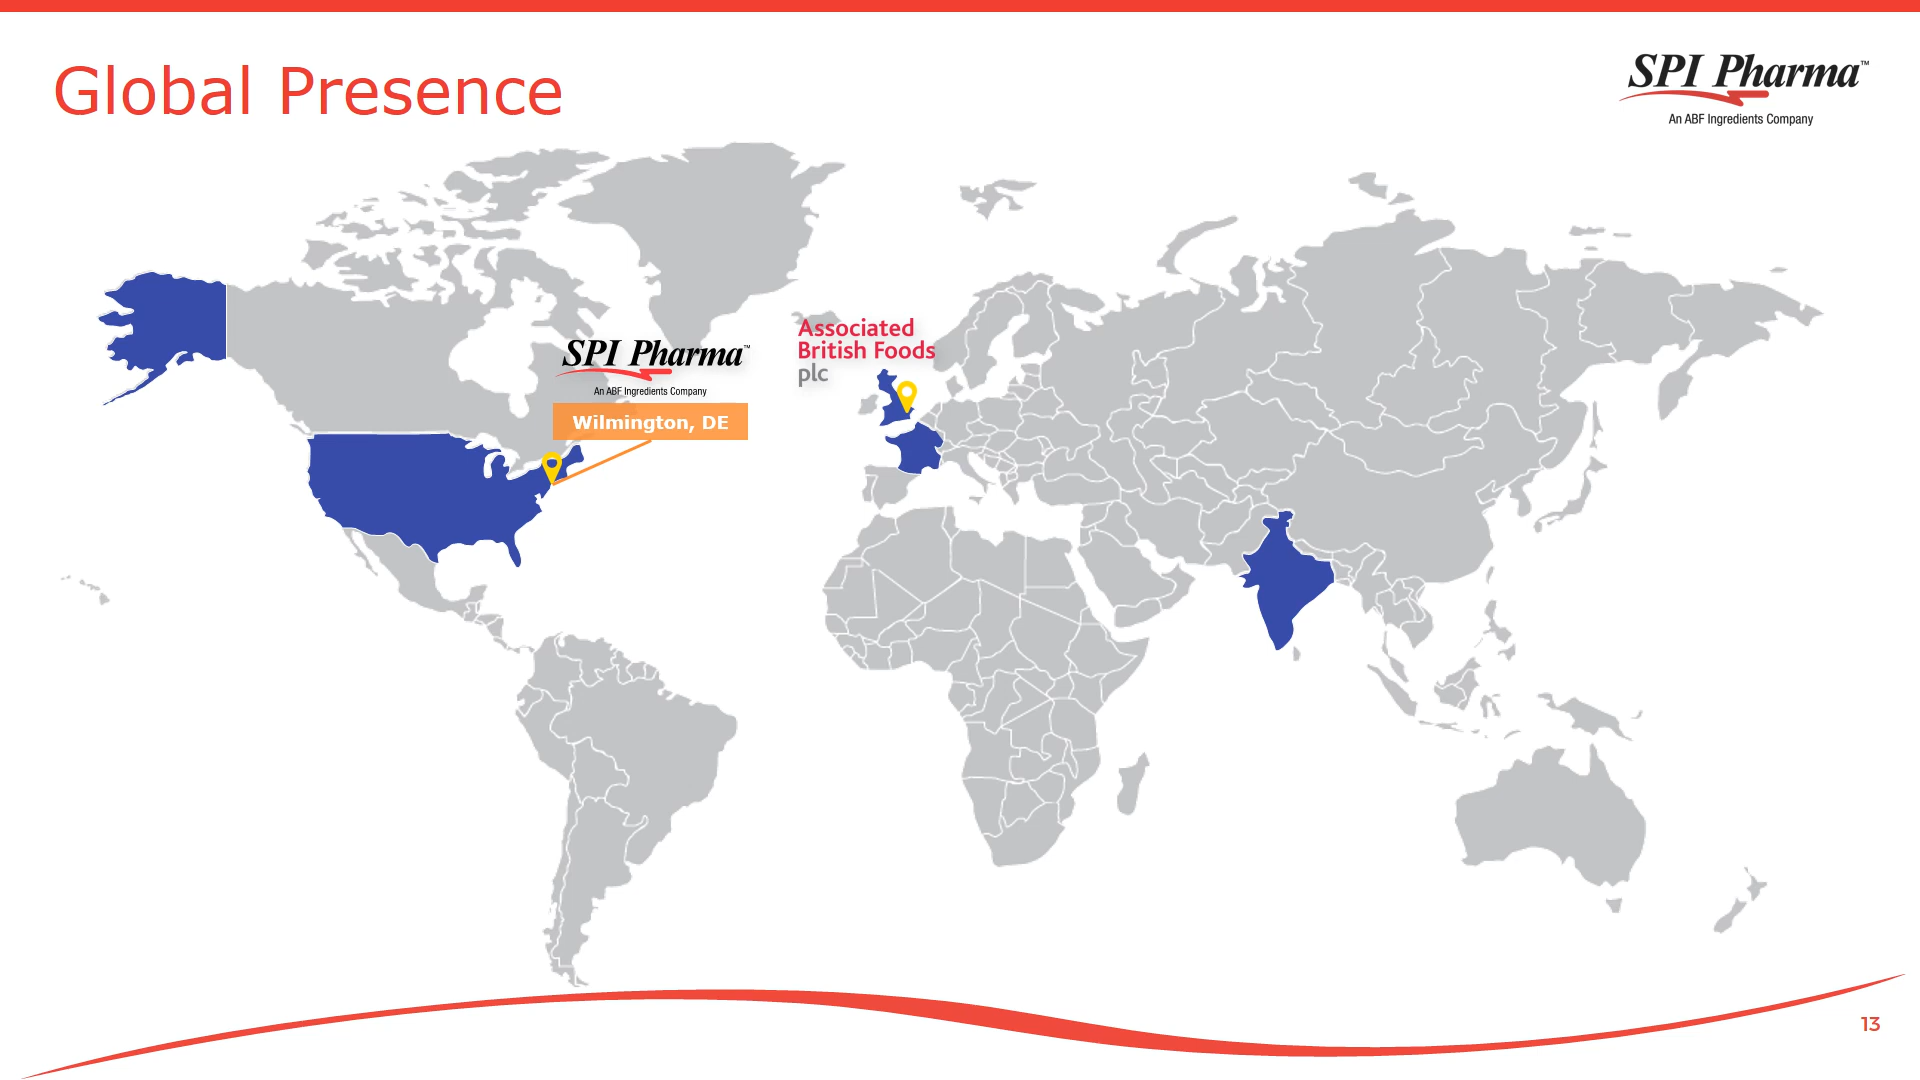 Global Presence
SPI Pharma™
An ABF Ingredients Company
Associated
British Foods
plc
SPI Pharma™
An ABF Ingredients Company
Wilmington, DE
13